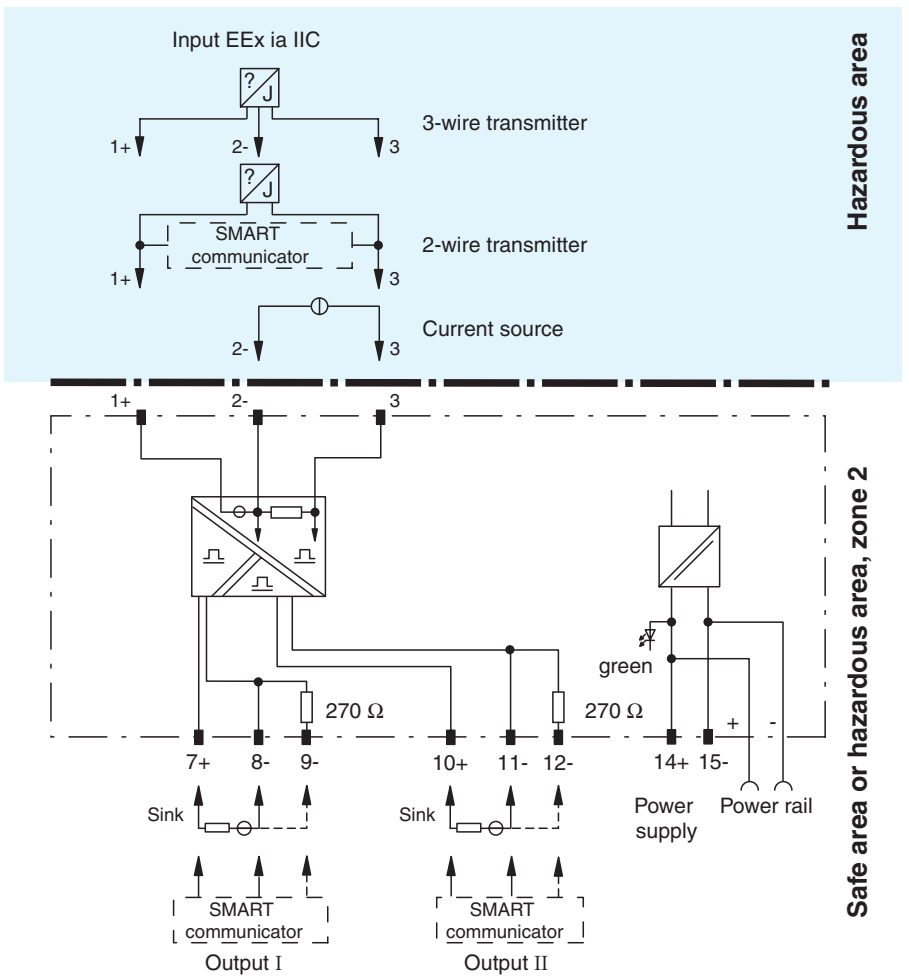 Input EEx ia IIC
Hazardous area
?
J
3-wire transmitter
1+ 2- 3
?
J
SMART
communicator
2-wire transmitter
1+ 3
Current source
2- 3
1+ 2- 3
Safe area or hazardous area, zone 2
green
270 Ω 270 Ω
+ -
7+ 8- 9- 10+ 11- 12- 14+ 15-
Sink Sink
Power
supply
Power rail
SMART
communicator
SMART
communicator
Output I Output II